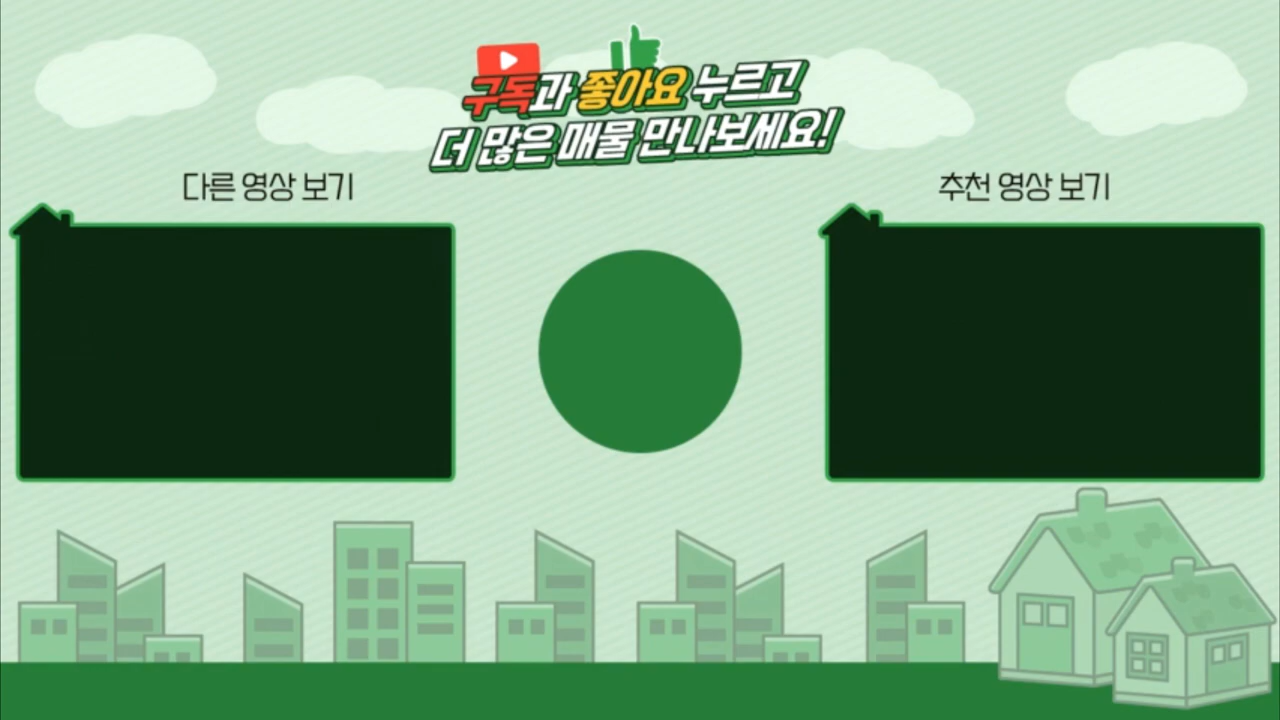 구독과 좋아요 누르고
더 많은 매물 만나보세요!
다른 영상 보기
추천 영상 보기